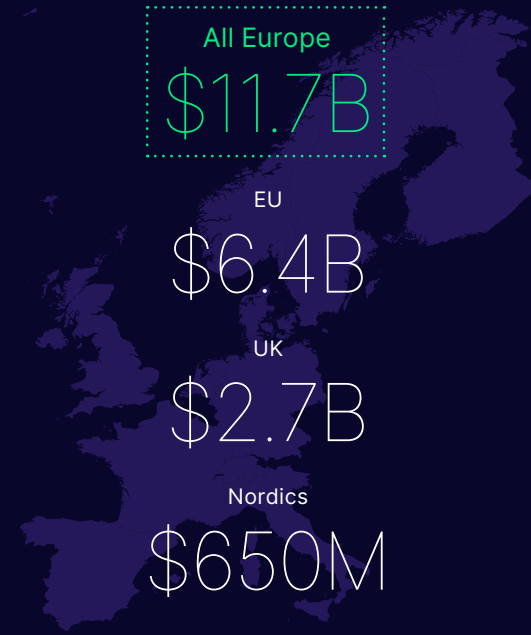 All Europe
$11.7B
EU
$6.4B
UK
$2.7B
Nordics
$650M